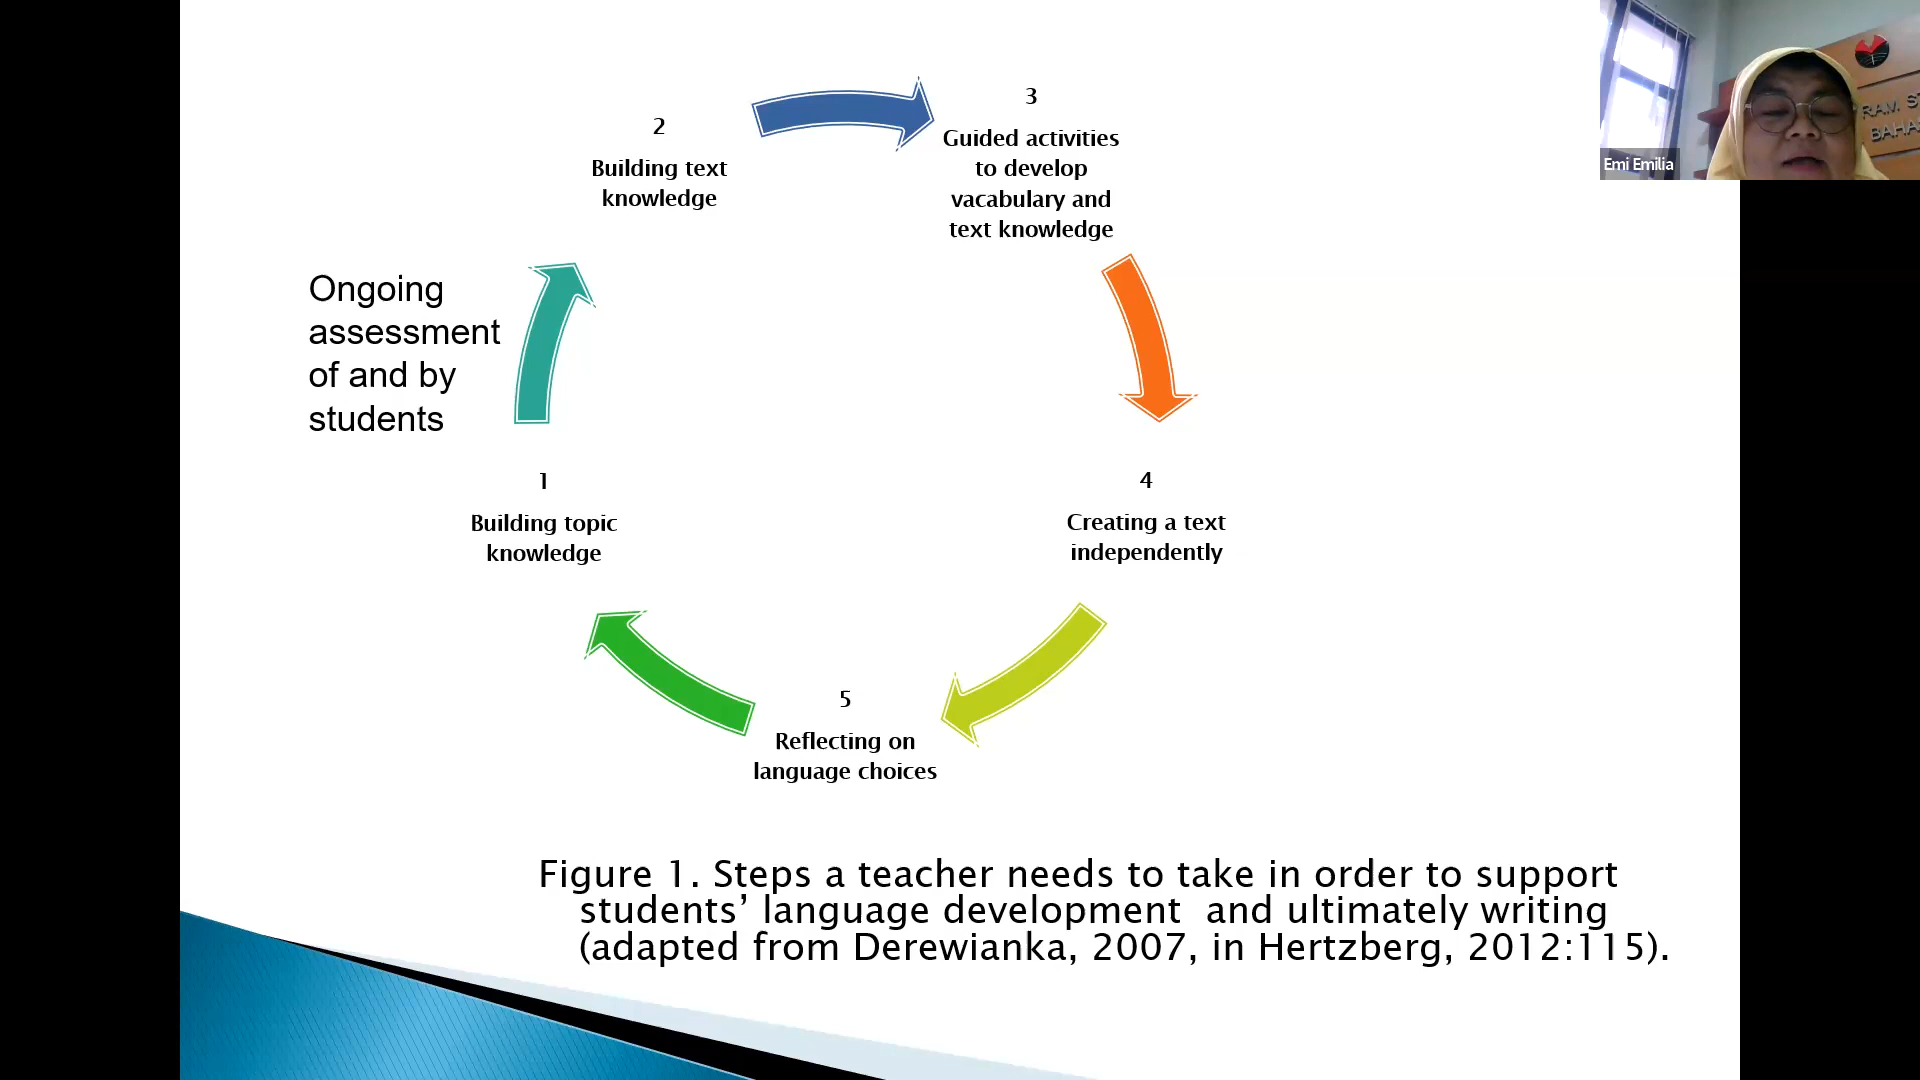 2
Building text
knowledge
3
Guided activities
to develop
vacabulary and
text knowledge
Ongoing
assessment
of and by
students
1
Building topic
knowledge
4
Creating a text
independently
5
Reflecting on
language choices
Figure 1. Steps a teacher needs to take in order to support
students’ language development  and ultimately writing
(adapted from Derewianka, 2007, in Hertzberg, 2012:115).
Emi Emilia
RAM ST
BAHA